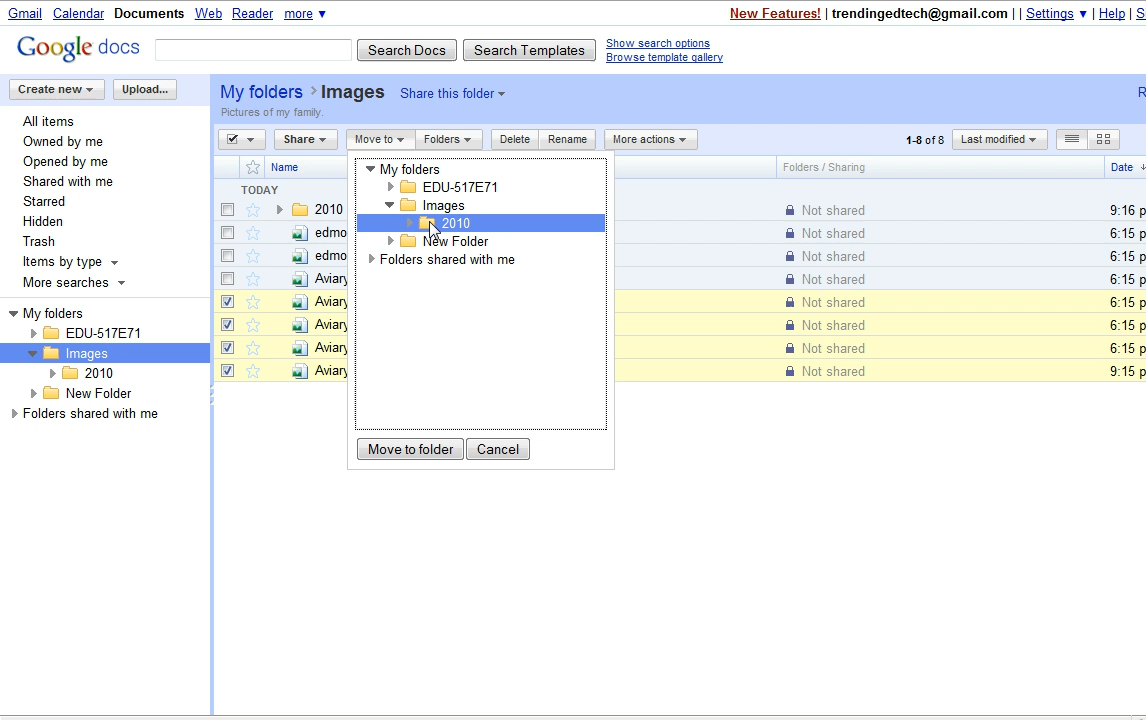 Gmail Calendar Documents Web Reader more ▼ New Features! | trendingedtech@gmail.com | | Settings ▼ | Help |
Google docs Search Docs Search Templates Show search options
Browse template gallery
Create new Upload... My folders > Images Share this folder
Pictures of my family.
All items
Owned by me
Opened by me
Shared with me
Starred
Hidden
Trash
Items by type
More searches
My folders
EDU-517E71
Images
2010
New Folder
Folders shared with me
Share Move to Folders Delete Rename More actions 1-8 of 8 Last modified
Name Folders / Sharing Date
TODAY
2010 Not shared 9:16 p
edmo Not shared 6:15 p
edmo Not shared 6:15 p
Aviary Not shared 6:15 p
Aviary Not shared 6:15 p
Aviary Not shared 6:15 p
Aviary Not shared 6:15 p
Aviary Not shared 9:15 p
My folders
EDU-517E71
Images
2010
New Folder
Folders shared with me
Move to folder Cancel